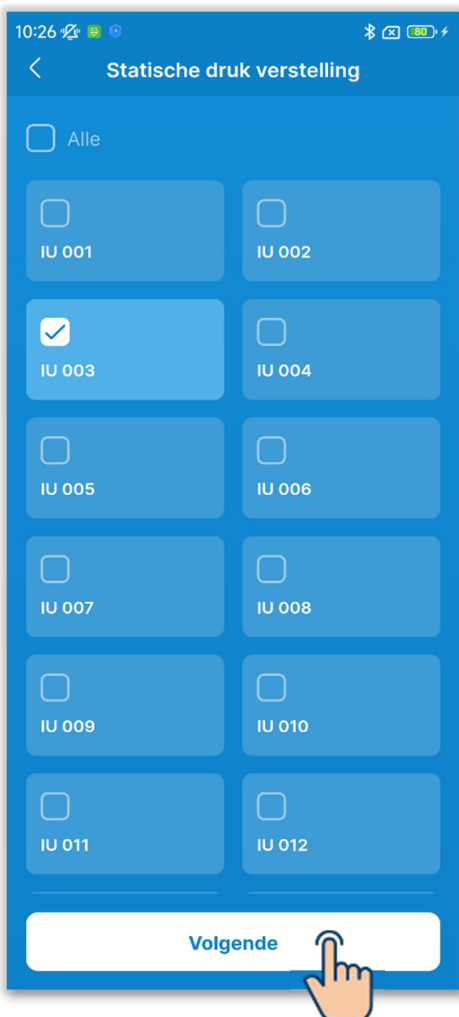 10:26
80
Statische druk verstelling
Alle
IU 001
IU 002
IU 003
IU 004
IU 005
IU 006
IU 007
IU 008
IU 009
IU 010
IU 011
IU 012
Volgende